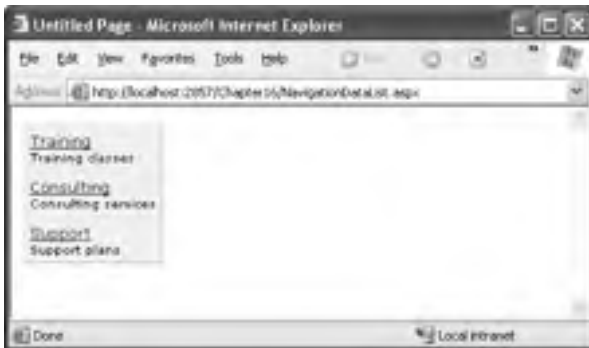 Untitled Page - Microsoft Internet Explorer
File Edit View Favorites Tools Help
Address http://localhost:2057/Chapter16/NavigationDataList.aspx
Training
Training classes
Consulting
Consulting services
Support
Support plans
Done Local intranet